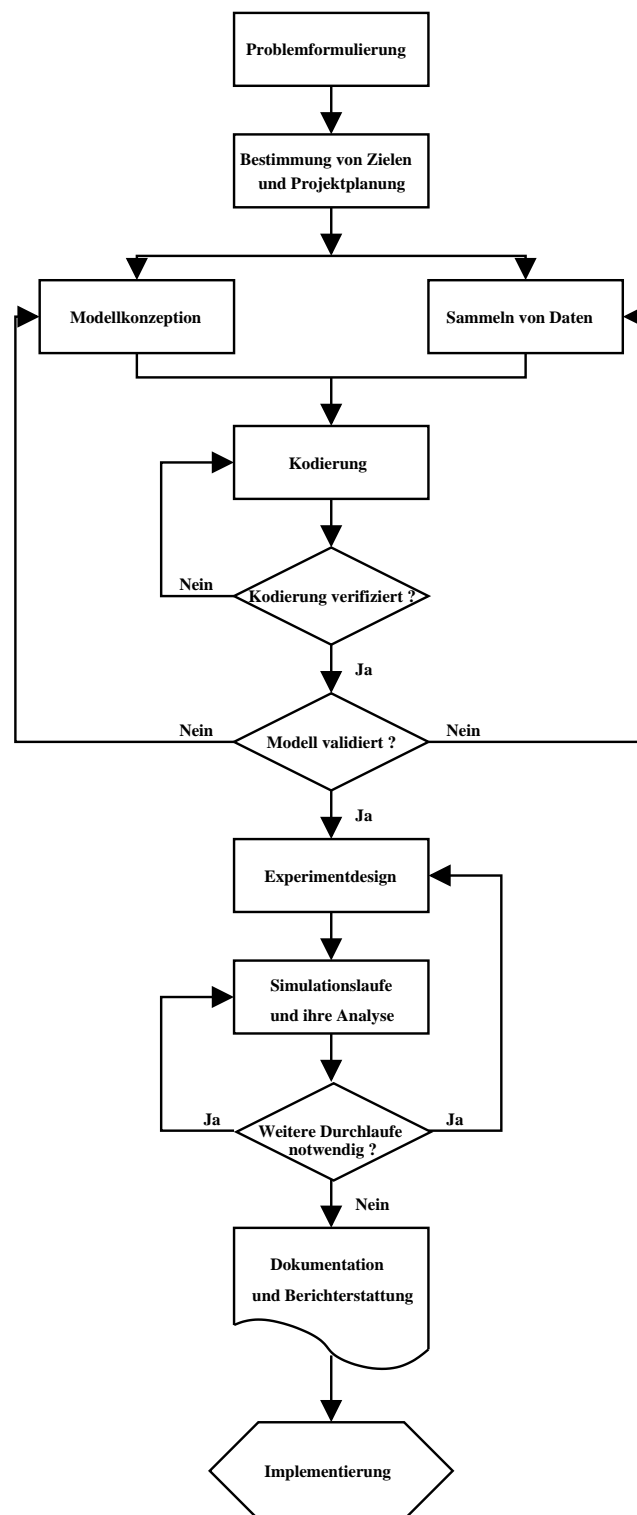 Problemformulierung
Bestimmung von Zielen
und Projektplanung
Modellkonzeption
Sammeln von Daten
Kodierung
Nein
Kodierung verifiziert ?
Ja
Nein
Modell validiert ?
Nein
Ja
Experimentdesign
Simulationslaufe
und ihre Analyse
Ja
Weitere Durchlaufe
notwendig ?
Ja
Nein
Dokumentation
und Berichterstattung
Implementierung